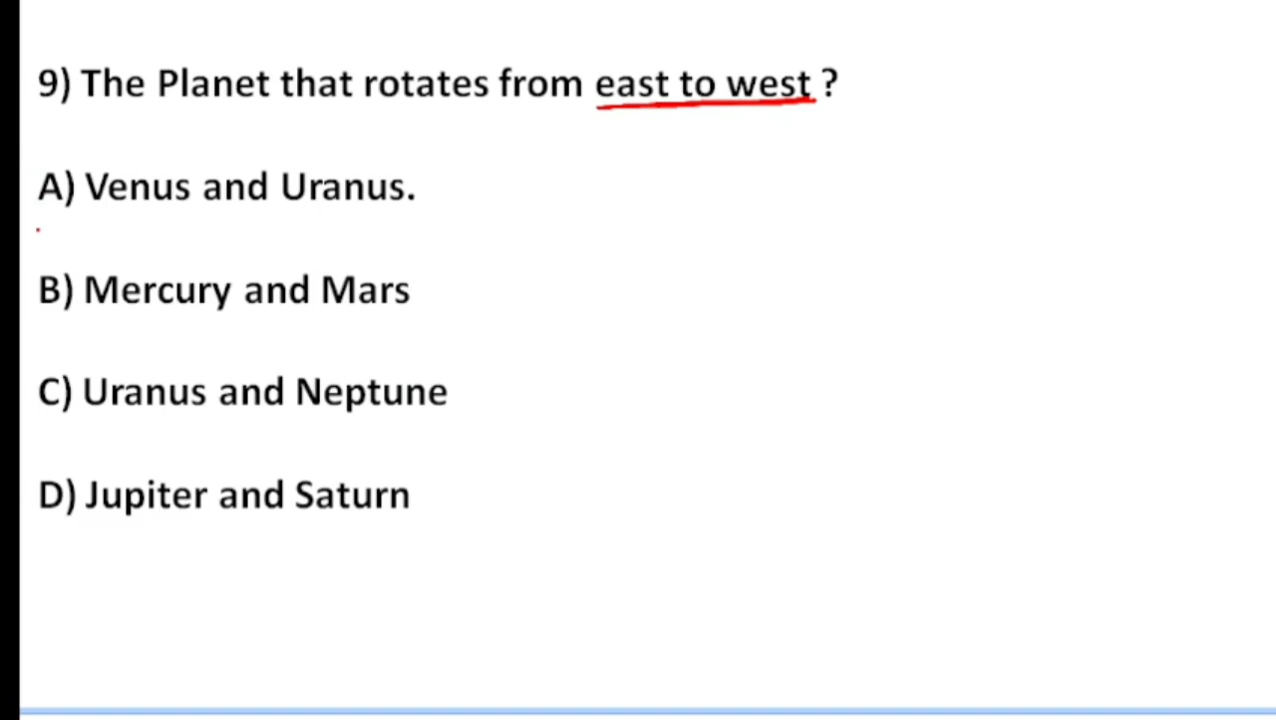 9) The Planet that rotates from east to west ?
A) Venus and Uranus.
B) Mercury and Mars
C) Uranus and Neptune
D) Jupiter and Saturn